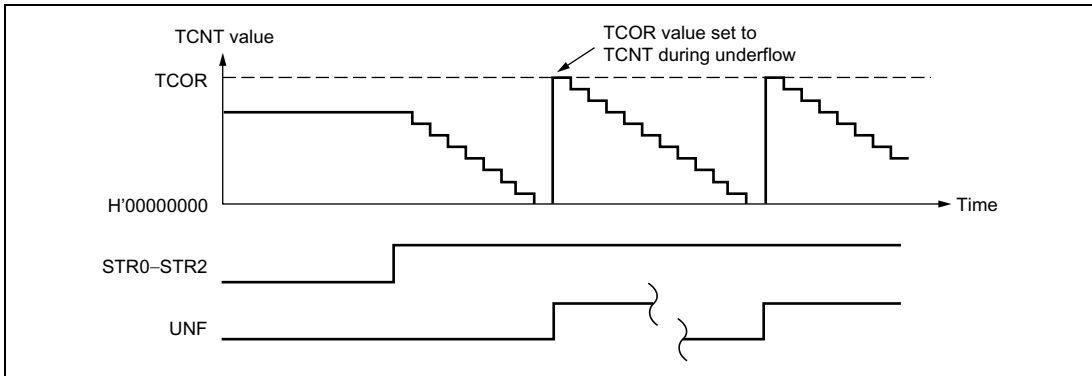 TCNT value
TCOR value set to
TCNT during underflow
TCOR
H'00000000
Time
STR0–STR2
UNF